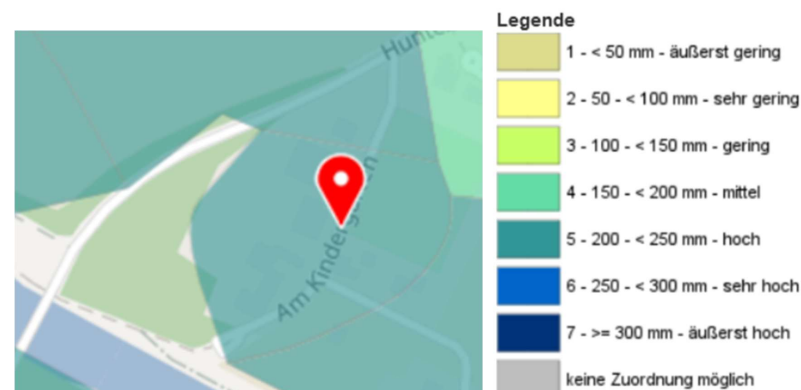 Legende
1 - < 50 mm - äußerst gering
2 - 50 - < 100 mm - sehr gering
3 - 100 - < 150 mm - gering
4 - 150 - < 200 mm - mittel
5 - 200 - < 250 mm - hoch
6 - 250 - < 300 mm - sehr hoch
7 - >= 300 mm - äußerst hoch
keine Zuordnung möglich
Am Kindergarten